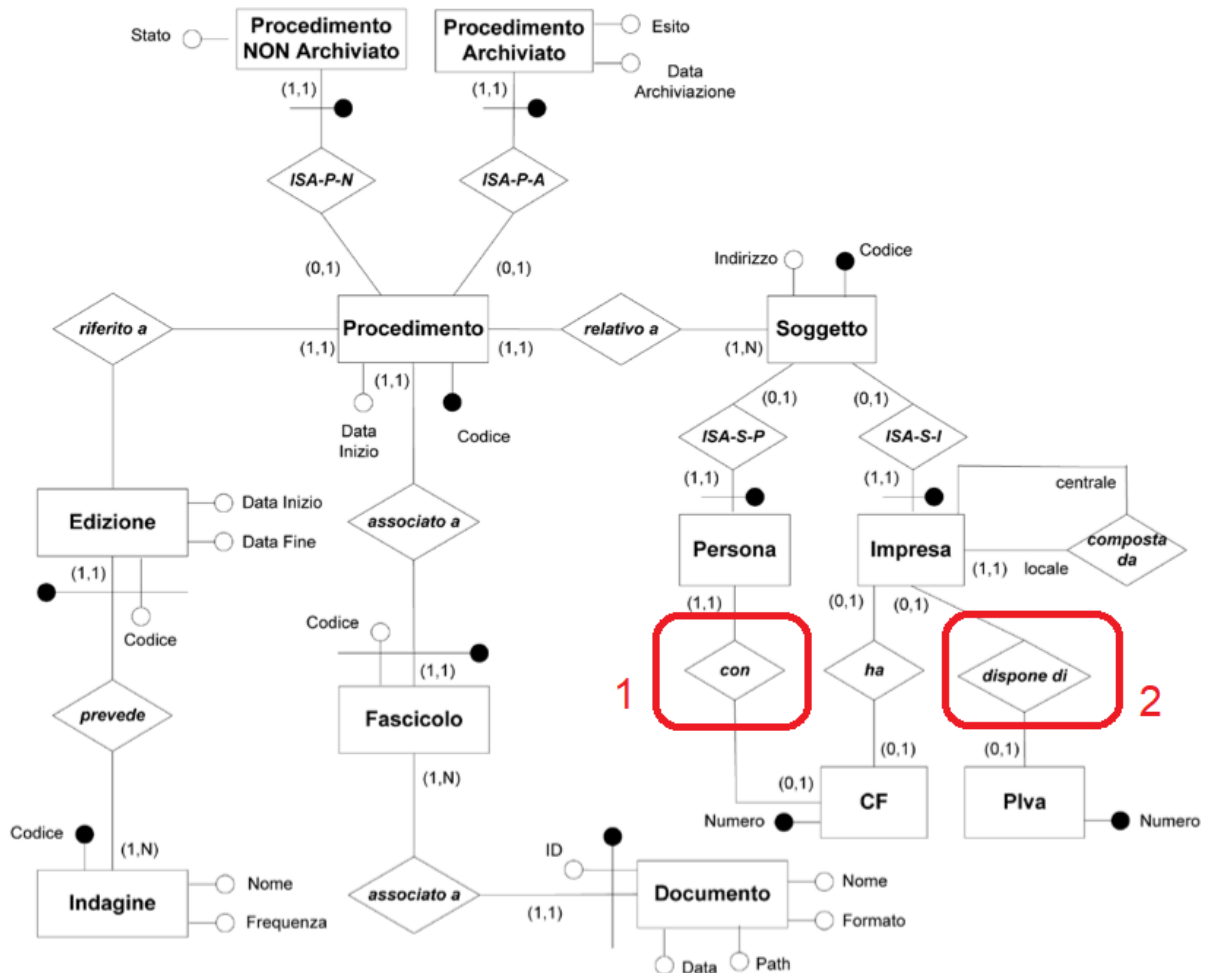 Stato
Procedimento
NON Archiviato
Procedimento
Archiviato
Esito
Data
Archiviazione
(1,1)
(1,1)
ISA-P-N
ISA-P-A
(0,1)
(0,1)
Indirizzo
Codice
riferito a
Procedimento
relativo a
Soggetto
(1,1)
(1,1)
(1,N)
(1,1)
Data
Inizio
Codice
(0,1)
(0,1)
ISA-S-P
ISA-S-I
(1,1)
(1,1)
centrale
Edizione
Data Inizio
Data Fine
associato a
Persona
Impresa
composta
da
(1,1)
locale
(1,1)
Codice
(1,1)
(0,1)
(0,1)
Codice
(1,1)
1
con
ha
dispone di
2
prevede
Fascicolo
(1,N)
(0,1)
(0,1)
(0,1)
CF
PIva
Numero
Numero
Codice
(1,N)
ID
Indagine
Nome
Frequenza
associato a
(1,1)
Documento
Nome
Formato
Data
Path